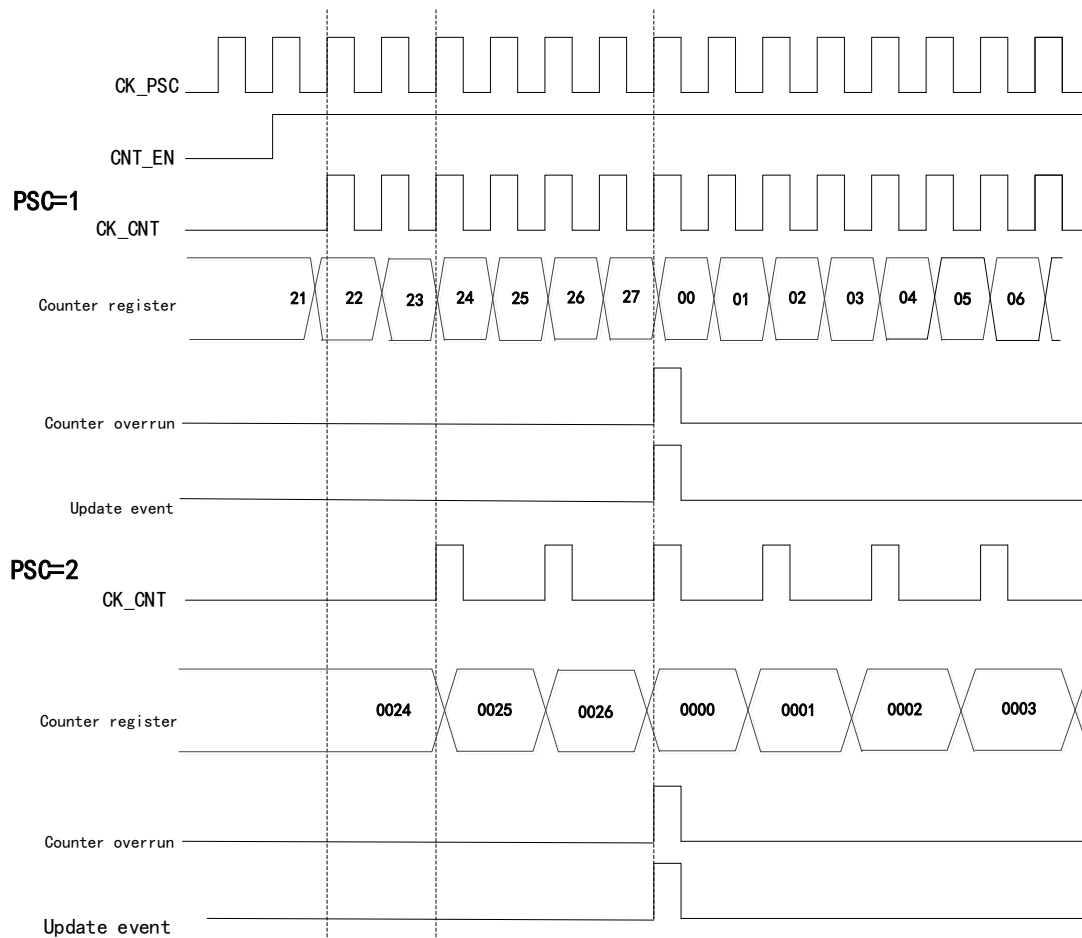 CK_PSC
CNT_EN
PSC=1
CK_CNT
Counter register
21 22 23 24 25 26 27 00 01 02 03 04 05 06
Counter overrun
Update event
PSC=2
CK_CNT
Counter register
0024 0025 0026 0000 0001 0002 0003
Counter overrun
Update event